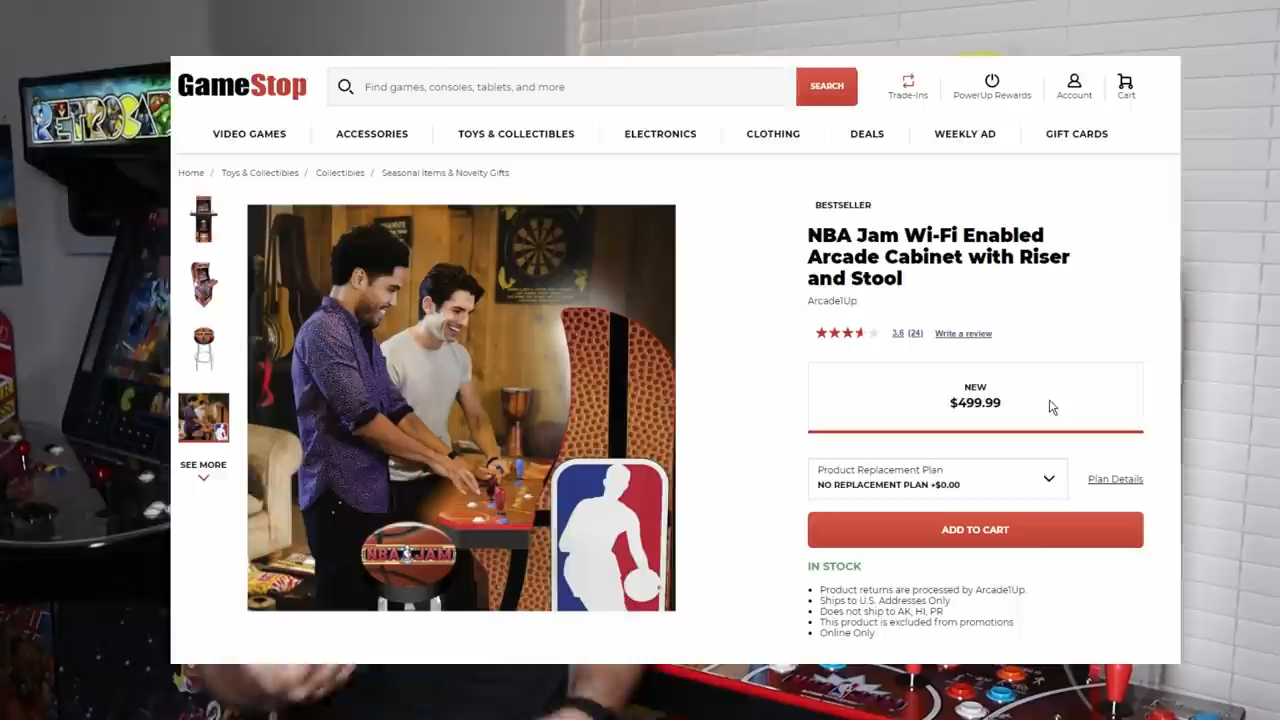 RETROCA
GameStop
Find games, consoles, tablets, and more
SEARCH
Trade-Ins
PowerUp Rewards
Account
Cart
VIDEO GAMES
ACCESSORIES
TOYS & COLLECTIBLES
ELECTRONICS
CLOTHING
DEALS
WEEKLY AD
GIFT CARDS
Home / Toys & Collectibles / Collectibles / Seasonal Items & Novelty Gifts
SEE MORE
NBA JAM
BESTSELLER
NBA Jam Wi-Fi Enabled
Arcade Cabinet with Riser
and Stool
Arcade1Up
3.6 (24) Write a review
NEW
$499.99
Product Replacement Plan
NO REPLACEMENT PLAN +$0.00
Plan Details
ADD TO CART
IN STOCK
• Product returns are processed by Arcade1Up.
• Ships to U.S. Addresses Only
• Does not ship to AK, HI, PR
• This product is excluded from promotions
• Online Only